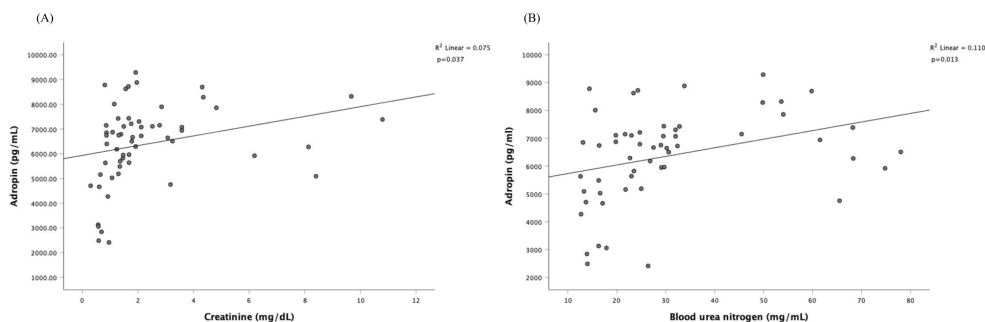 (A)
R² Linear = 0.075
p=0.037
10000.00
9000.00
8000.00
7000.00
6000.00
5000.00
4000.00
3000.00
2000.00
1000.00
Adropin (pg/mL)
0 2 4 6 8 10 12
Creatinine (mg/dL)
(B)
R² Linear = 0.110
p=0.013
10000
9000
8000
7000
6000
5000
4000
3000
2000
Adropin (pg/ml)
10 20 30 40 50 60 70 80
Blood urea nitrogen (mg/mL)